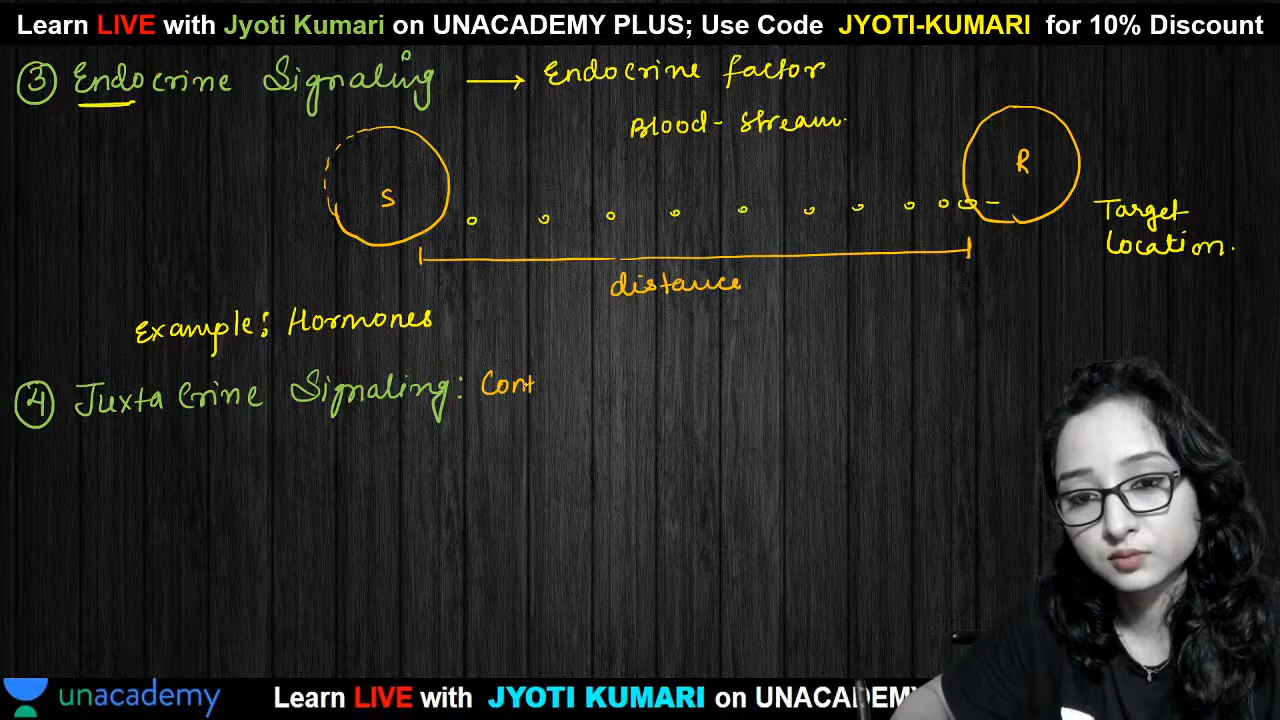 Learn LIVE with Jyoti Kumari on UNACADEMY PLUS; Use Code JYOTI-KUMARI for 10% Discount
③ Endocrine Signaling → Endocrine factor
Blood-stream.
S
R
Target
location.
distance
Example: Hormones
④ Juxtacrine Signaling: Cont
unacademy
Learn LIVE with JYOTI KUMARI on UNACADEMY